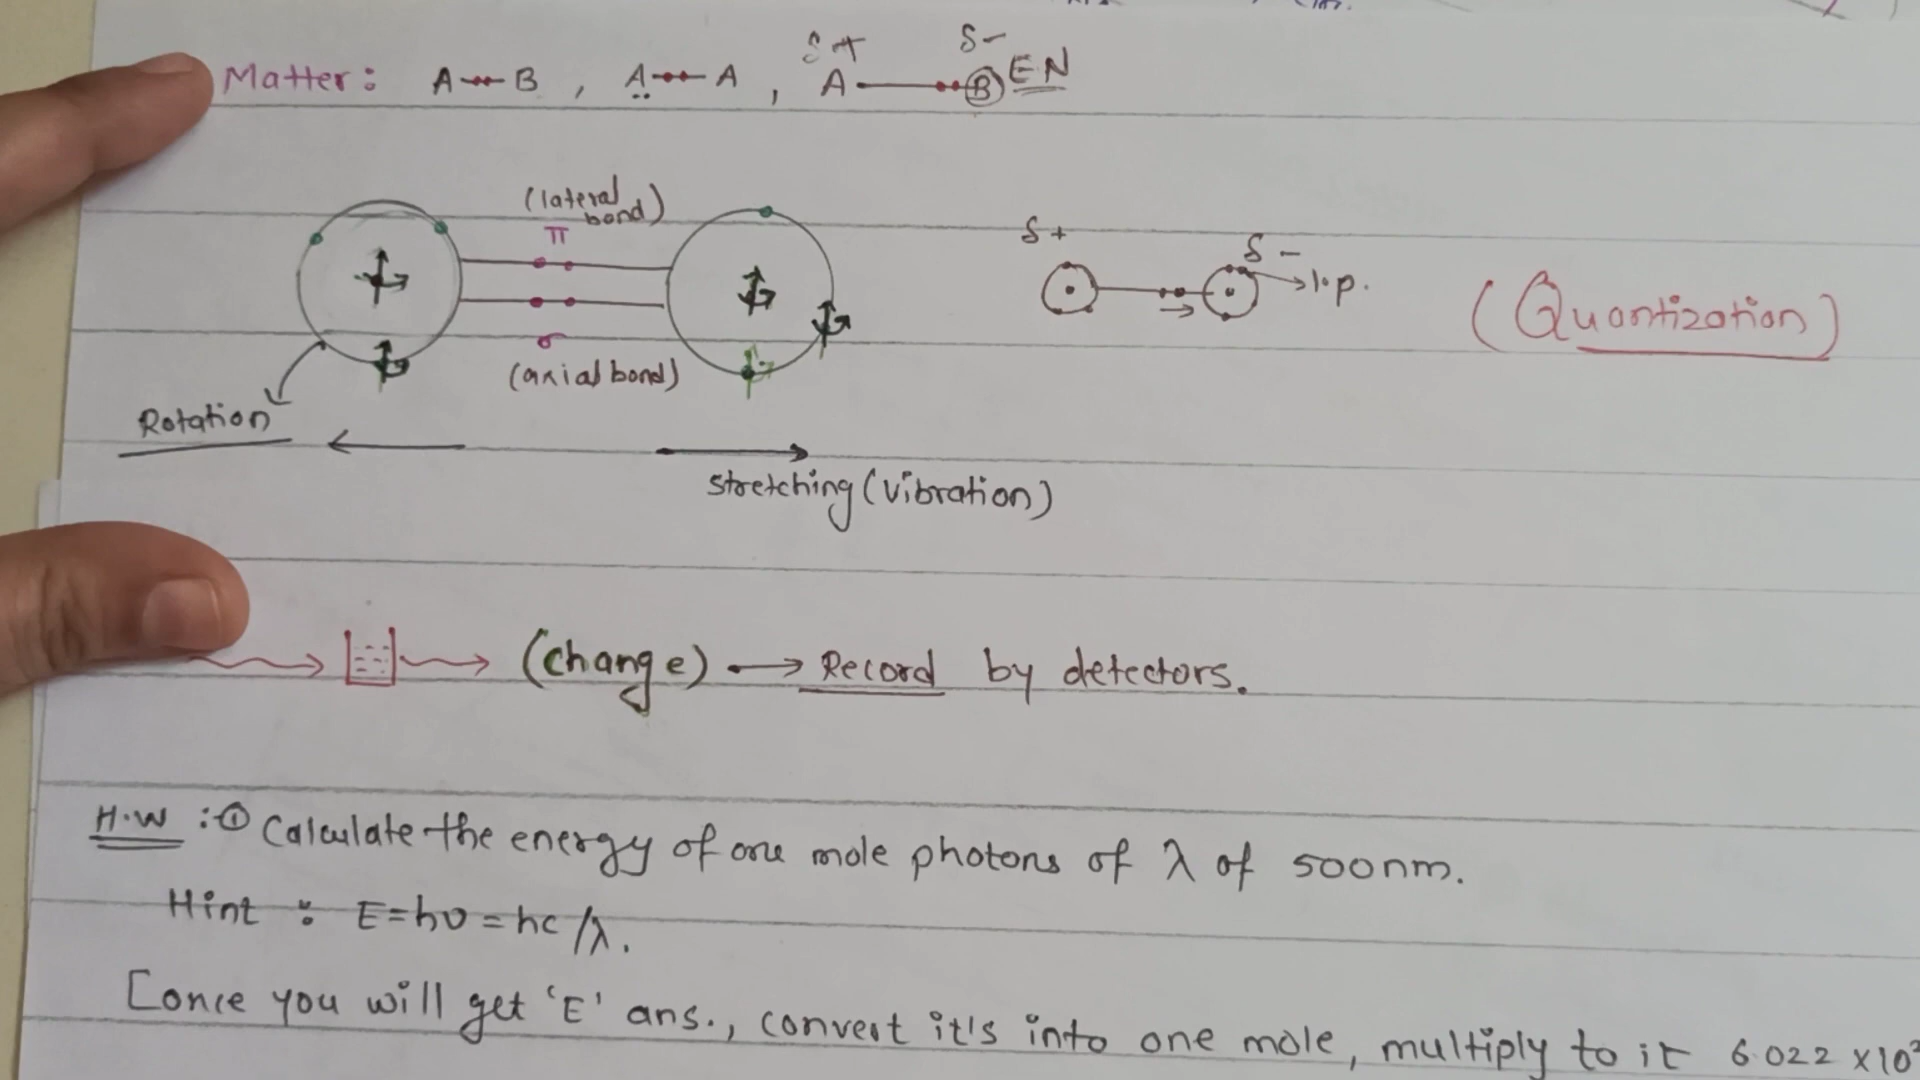 Matter: A—B , A—A , A—B EN
δ+ δ-
(lateral bond)
π
σ
(axial bond)
δ+ δ-
l.p.
(Quantization)
Rotation
Stretching (Vibration)
(change) → Record by detectors.
H.W :① Calculate the energy of one mole photons of λ of 500nm.
Hint : E=hυ=hc/λ.
[once you will get 'E' ans., convert it's into one mole, multiply to it 6.022 x10